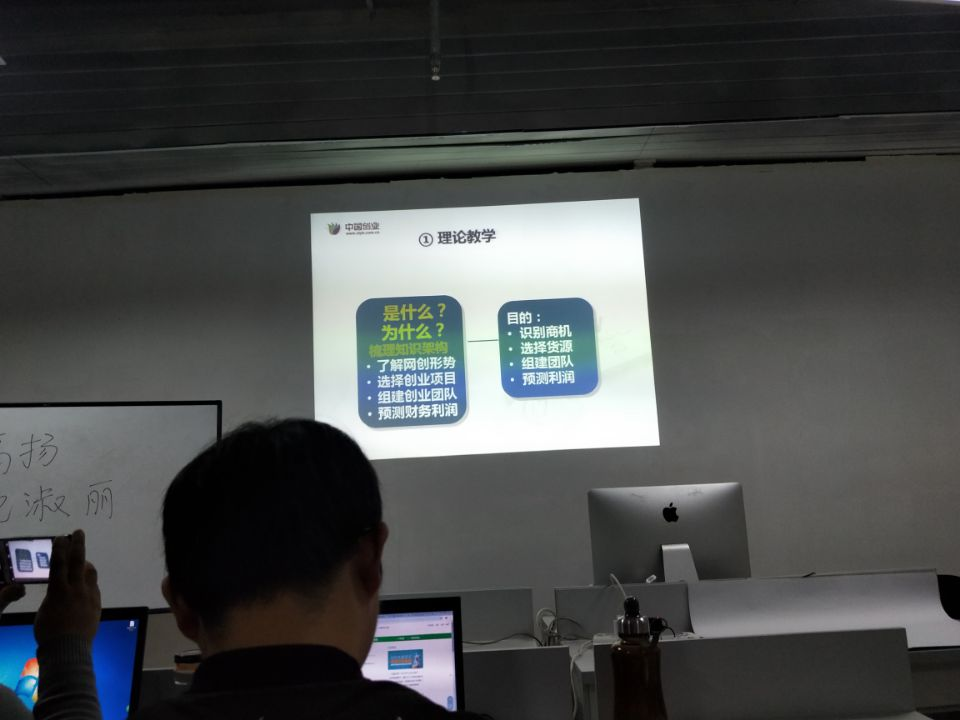 中国创业
① 理论教学
是什么？
为什么？
梳理知识架构
• 了解网创形势
• 选择创业项目
• 组建创业团队
• 预测财务利润
目的：
• 识别商机
• 选择货源
• 组建团队
• 预测利润
扬
淑丽